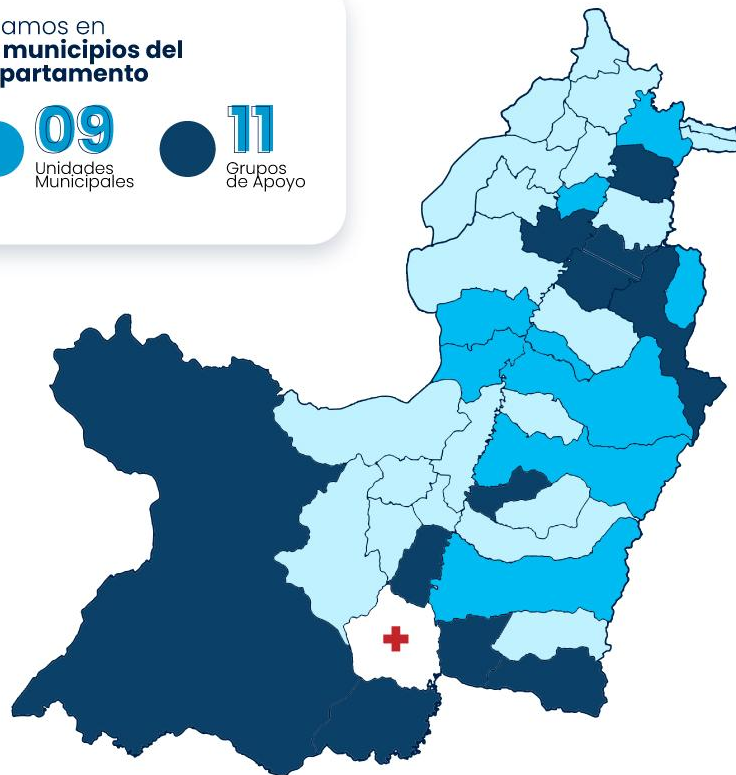 amos en
municipios del
partamento
09
Unidades
Municipales
11
Grupos
de Apoyo